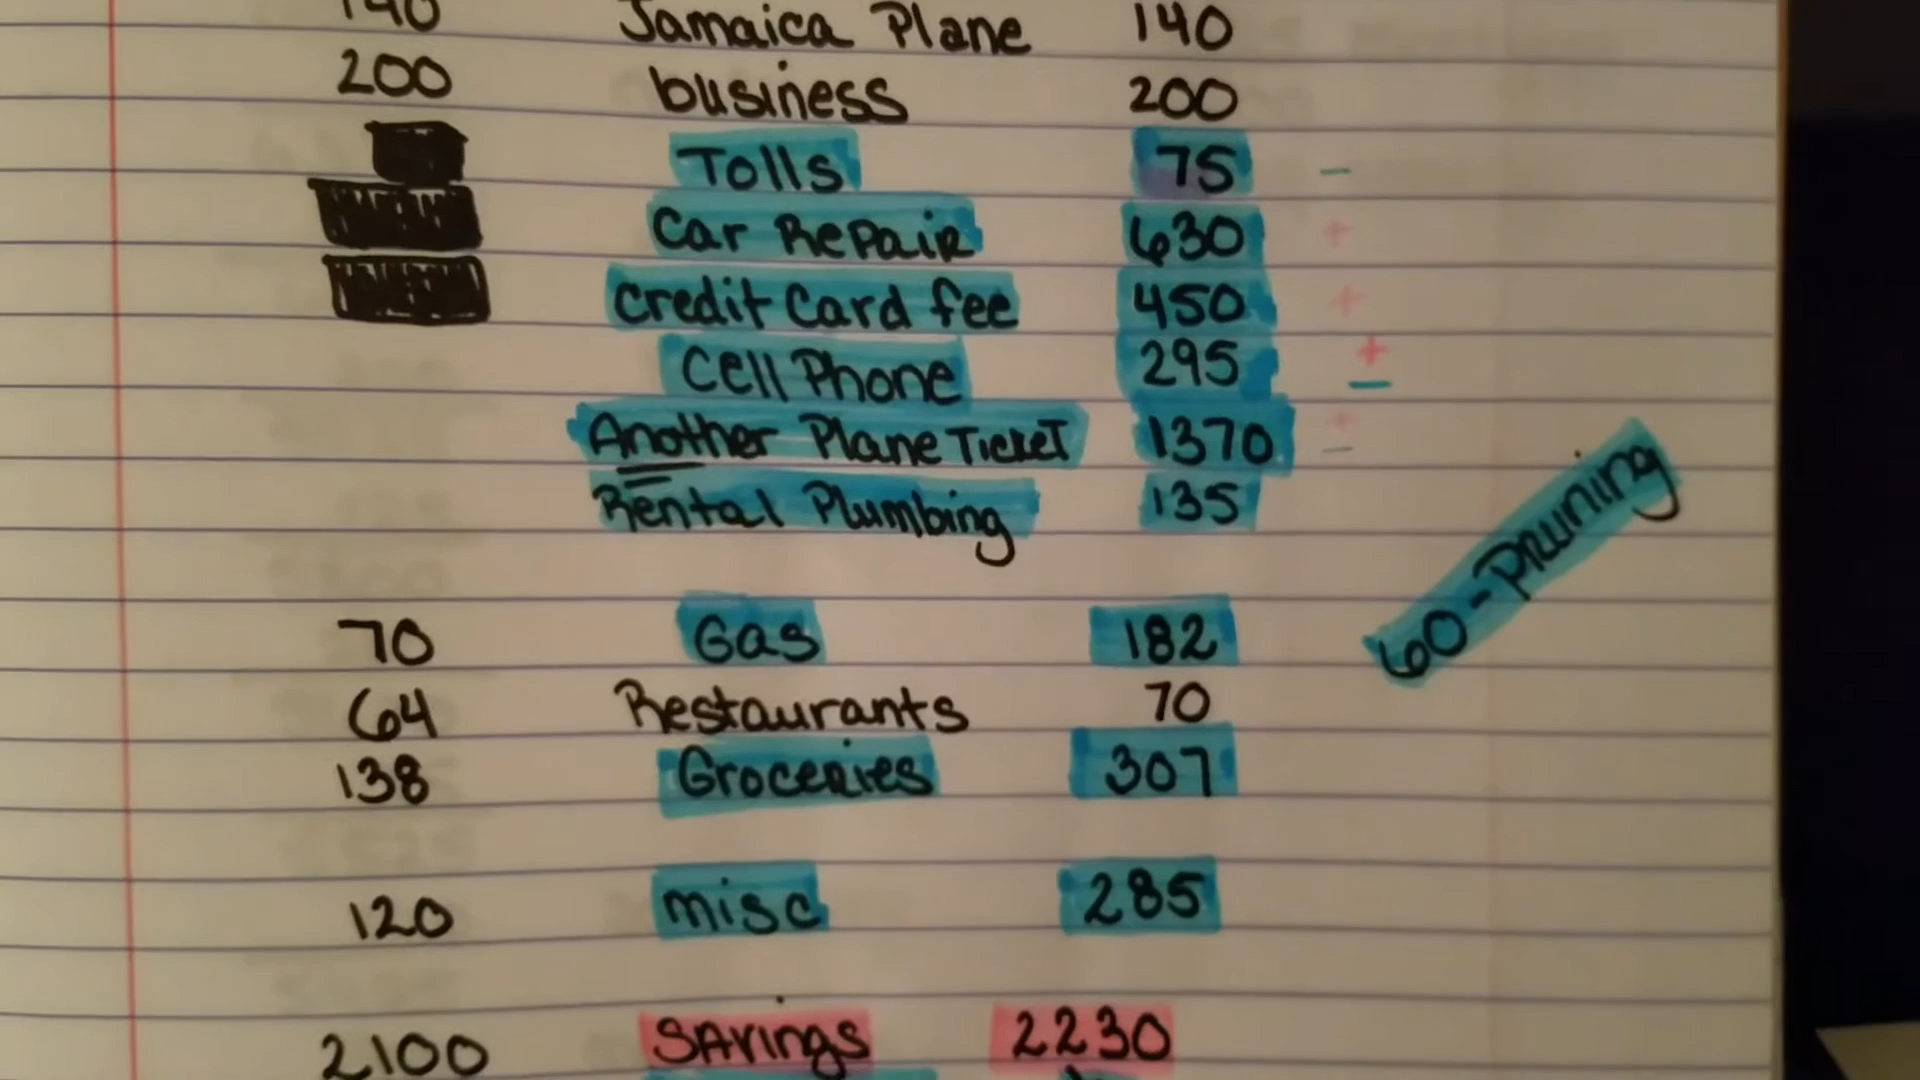 140 Jamaica Plane 140
200 business 200
Tolls 75 -
Car Repair 630 +
Credit Card fee 450 +
Cell Phone 295 + -
Another Plane Ticket 1370 + -
Rental Plumbing 135
60-Pruning
70 Gas 182
64 Restaurants 70
138 Groceries 307
120 misc 285
2100 SAvings 2230